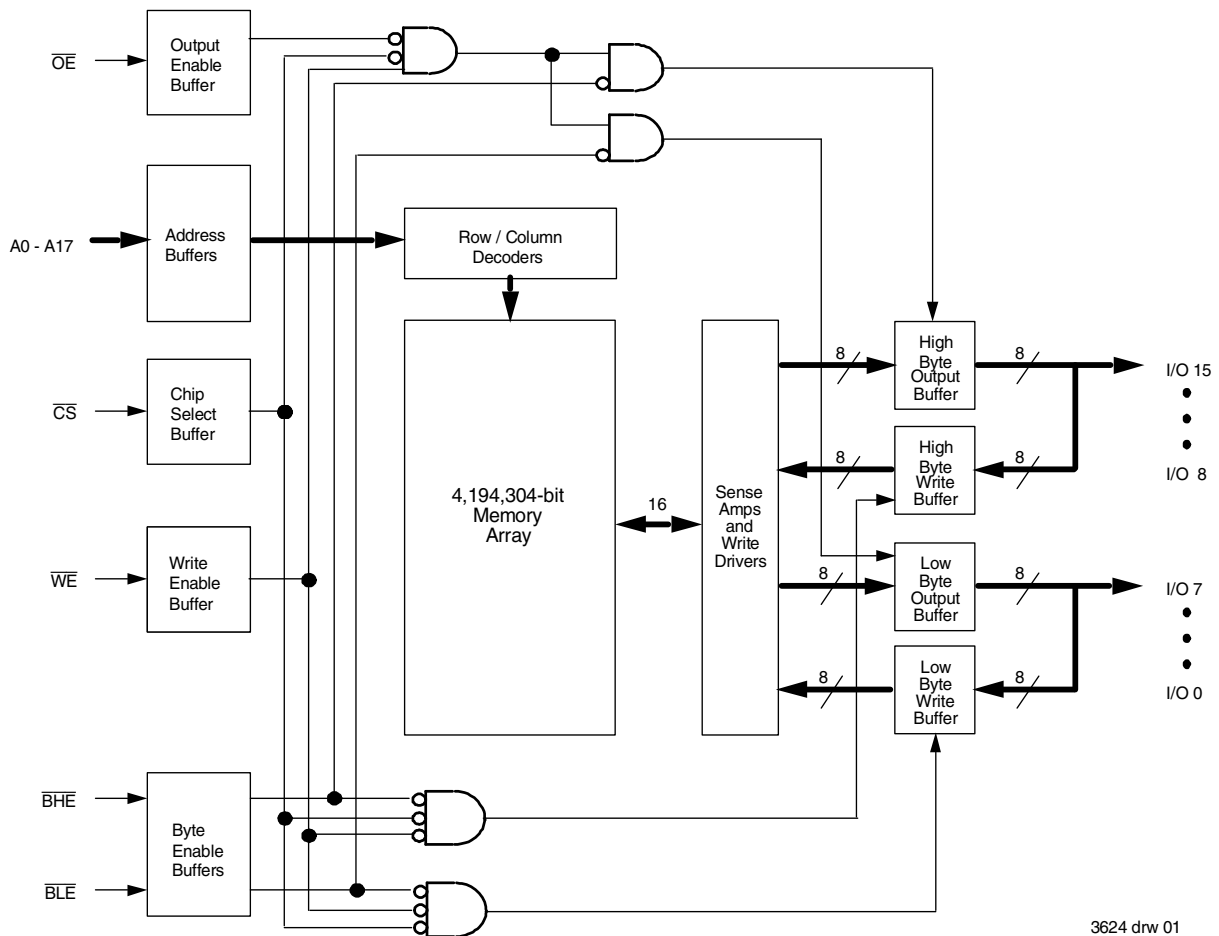 OE
Output
Enable
Buffer
A0 - A17
Address
Buffers
Row / Column
Decoders
CS
Chip
Select
Buffer
WE
Write
Enable
Buffer
4,194,304-bit
Memory
Array
16
Sense
Amps
and
Write
Drivers
8
High
Byte
Output
Buffer
8
I/O 15
8
High
Byte
Write
Buffer
8
I/O 8
8
Low
Byte
Output
Buffer
8
I/O 7
8
Low
Byte
Write
Buffer
8
I/O 0
BHE
Byte
Enable
Buffers
BLE
3624 drw 01